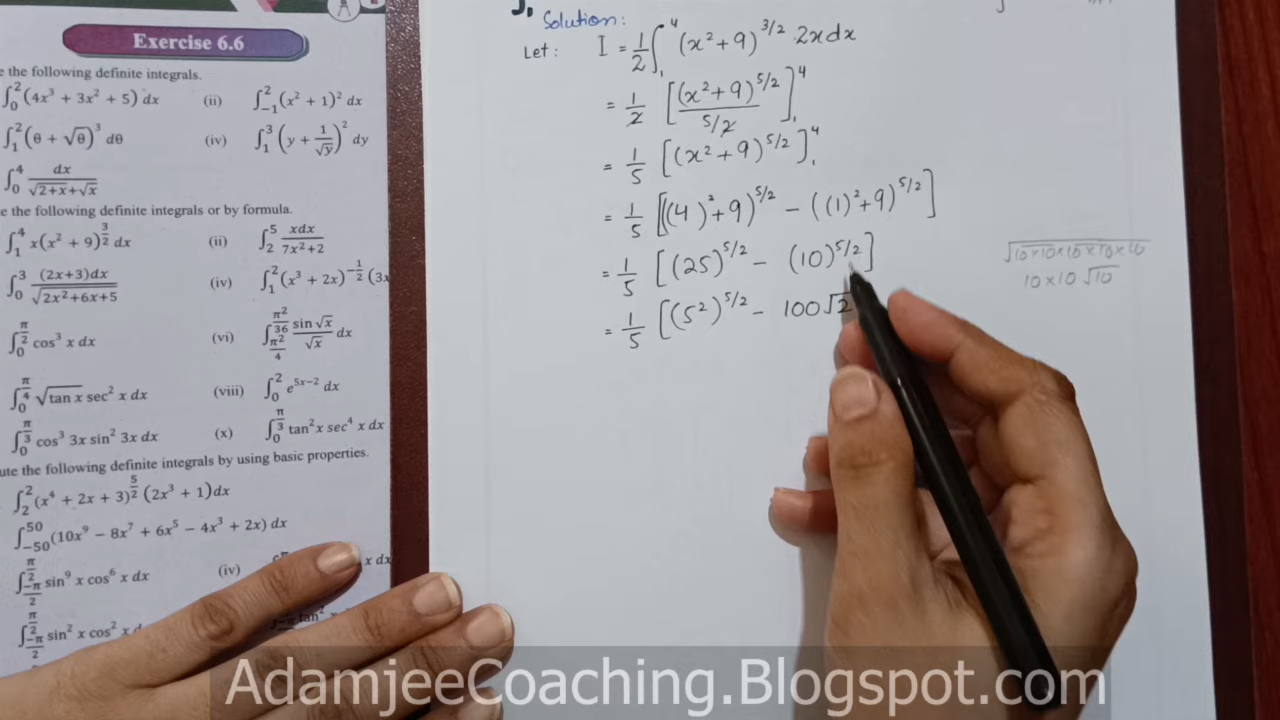 Exercise 6.6
e the following definite integrals.
∫₀² (4x³ + 3x² + 5) dx (ii) ∫₋₁² (x² + 1)² dx
∫₁² (θ + √θ)³ dθ (iv) ∫₁³ (y + 1/√y)² dy
∫₀⁴ dx/(√(2+x)+√x)
e the following definite integrals or by formula.
∫₁⁴ x(x² + 9)^(3/2) dx (ii) ∫₂⁵ xdx/(7x²+2)
∫₀³ (2x+3)dx/√(2x²+6x+5) (iv) ∫₁² (x³ + 2x)^(-1/2) (3x
∫₀^(π/2) cos³ x dx (vi) ∫_(π²/4)^(π²/36) sin √x/√x dx
∫₀^(π/4) √tan x sec² x dx (viii) ∫₀² e^(5x−2) dx
∫₀^(π/3) cos³ 3x sin² 3x dx (x) ∫₀^(π/3) tan²x sec⁴ x dx
ute the following definite integrals by using basic properties.
∫₂² (x⁴ + 2x + 3)^(5/2) (2x³ + 1)dx
∫₋₅₀⁵⁰ (10x⁹ − 8x⁷ + 6x⁵ − 4x³ + 2x) dx
∫_(−π/2)^(π/2) sin⁹ x cos⁶ x dx (iv) x dx
∫_(−π/2)^(π/2) sin² x cos² x
Solution:
Let : I = 1/2 ∫₁⁴ (x²+9)^(3/2) . 2x dx
= 1/2 [(x²+9)^(5/2) / 5/2]₁⁴
= 1/5 [(x²+9)^(5/2)]₁⁴
= 1/5 [((4)²+9)^(5/2) − ((1)²+9)^(5/2)]
= 1/5 [(25)^(5/2) − (10)^(5/2)]
= 1/5 [(5²)^(5/2) − 100√2
√(10×10×10×10×10)
10×10√10
AdamjeeCoaching.Blogspot.com